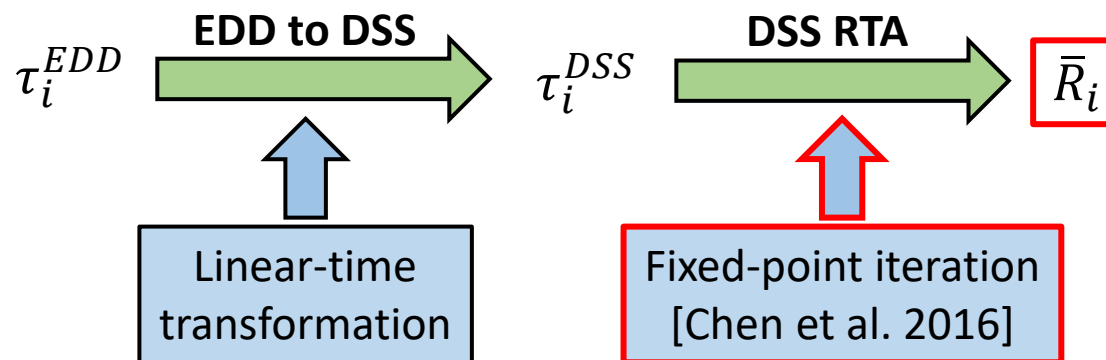 EDD to DSS
DSS RTA
τ_i^{EDD}
τ_i^{DSS}
R̄_i
Linear-time
transformation
Fixed-point iteration
[Chen et al. 2016]